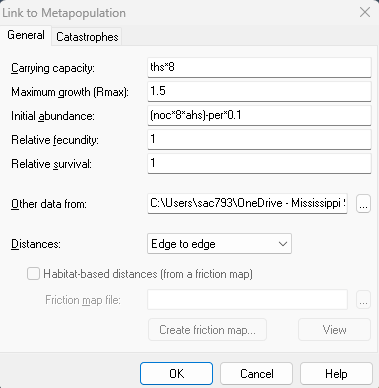 Link to Metapopulation
General Catastrophes
Carrying capacity: ths*8
Maximum growth (Rmax): 1.5
Initial abundance: (noc*8*ahs)-per*0.1
Relative fecundity: 1
Relative survival: 1
Other data from: C:\Users\sac793\OneDrive - Mississippi ...
Distances: Edge to edge
Habitat-based distances (from a friction map)
Friction map file: ...
Create friction map... View
OK Cancel Help